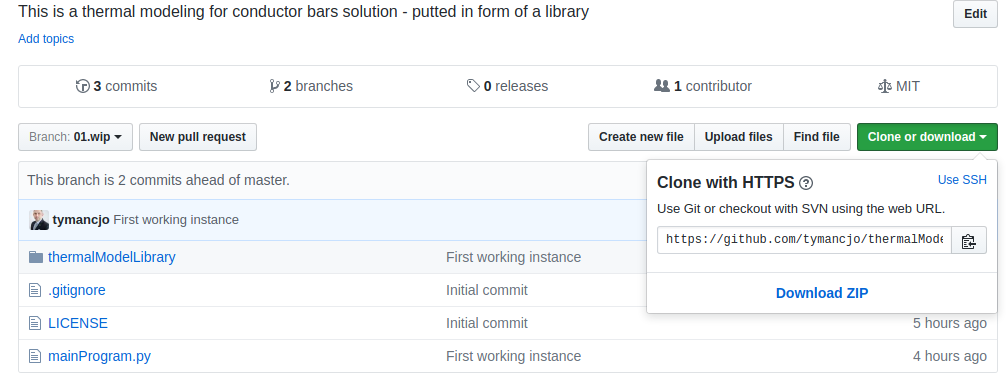 This is a thermal modeling for conductor bars solution - putted in form of a library
Edit
Add topics
3 commits
2 branches
0 releases
1 contributor
MIT
Branch: 01.wip
New pull request
Create new file
Upload files
Find file
Clone or download
This branch is 2 commits ahead of master.
Clone with HTTPS
Use SSH
Use Git or checkout with SVN using the web URL.
https://github.com/tymancjo/thermalMode
Download ZIP
tymancjo First working instance
thermalModelLibrary First working instance
.gitignore Initial commit
LICENSE Initial commit 5 hours ago
mainProgram.py First working instance 4 hours ago